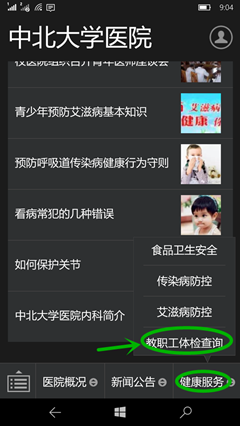 9:04
中北大学医院
校医院组织召开青年医师座谈会
青少年预防艾滋病基本知识
健康
预防呼吸道传染病健康行为守则
看病常犯的几种错误
如何保护关节
中北大学医院内科简介
食品卫生安全
传染病防控
艾滋病防控
教职工体检查询
医院概况
新闻公告
健康服务